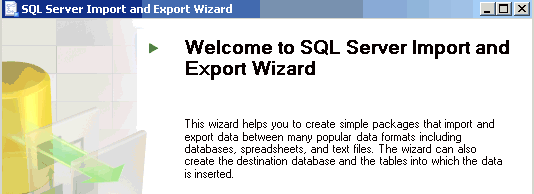 SQL Server Import and Export Wizard
Welcome to SQL Server Import and
Export Wizard
This wizard helps you to create simple packages that import and
export data between many popular data formats including
databases, spreadsheets, and text files. The wizard can also
create the destination database and the tables into which the data
is inserted.